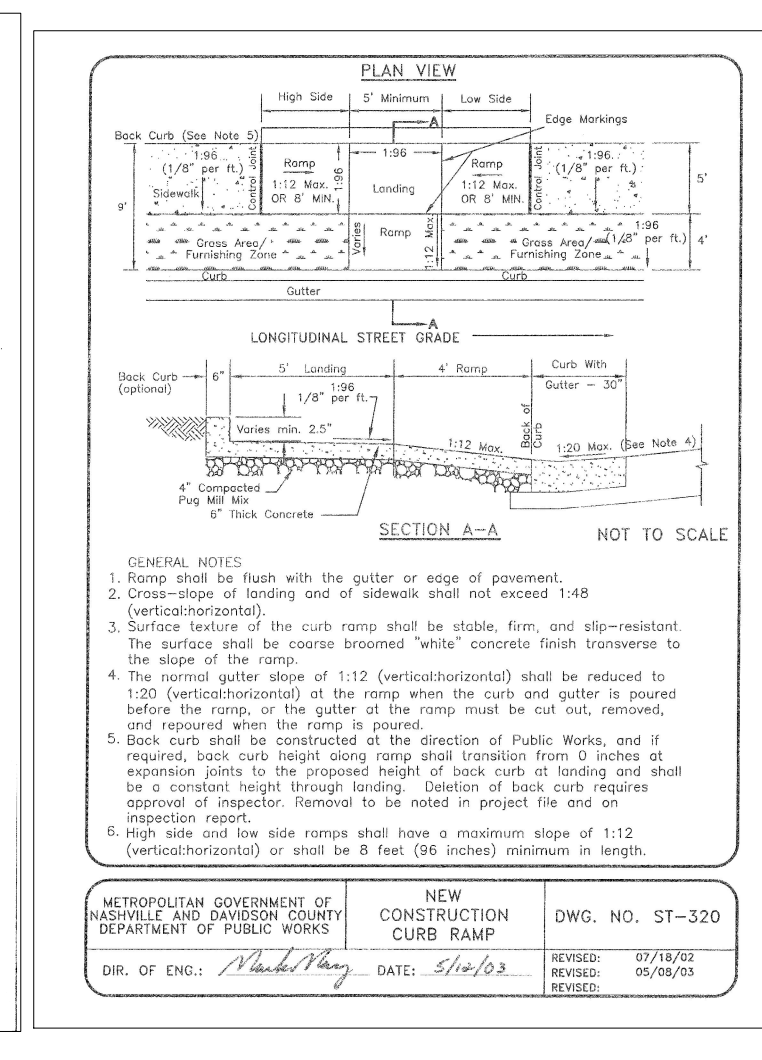 PLAN VIEW
High Side
5' Minimum
Low Side
A
Edge Markings
Back Curb (See Note 5)
1:96
(1/8" per ft.)
Sidewalk
Control Joint
Ramp
1:12 Max.
OR 8' MIN.
1:96
1:96
Landing
Ramp
1:12 Max.
OR 8' MIN.
Control Joint
1:96
(1/8" per ft.)
5'
9'
Grass Area/
Furnishing Zone
Varies
Ramp
1:12 Max.
Grass Area/
Furnishing Zone
1:96
(1/8" per ft.)
4'
Curb
Curb
Gutter
A
LONGITUDINAL STREET GRADE
Back Curb
(optional)
6"
5' Landing
4' Ramp
Curb With
Gutter - 30"
1:96
1/8" per ft.
Varies min. 2.5"
1:12 Max.
Back of
Curb
1:20 Max. (See Note 4)
4" Compacted
Pug Mill Mix
6" Thick Concrete
SECTION A-A
NOT TO SCALE
GENERAL NOTES
1. Ramp shall be flush with the gutter or edge of pavement.
2. Cross-slope of landing and of sidewalk shall not exceed 1:48
(vertical:horizontal).
3. Surface texture of the curb ramp shall be stable, firm, and slip-resistant.
The surface shall be coarse broomed "white" concrete finish transverse to
the slope of the ramp.
4. The normal gutter slope of 1:12 (vertical:horizontal) shall be reduced to
1:20 (vertical:horizontal) at the ramp when the curb and gutter is poured
before the ramp, or the gutter at the ramp must be cut out, removed,
and repoured when the ramp is poured.
5. Back curb shall be constructed at the direction of Public Works, and if
required, back curb height along ramp shall transition from 0 inches at
expansion joints to the proposed height of back curb at landing and shall
be a constant height through landing. Deletion of back curb requires
approval of inspector. Removal to be noted in project file and on
inspection report.
6. High side and low side ramps shall have a maximum slope of 1:12
(vertical:horizontal) or shall be 8 feet (96 inches) minimum in length.
METROPOLITAN GOVERNMENT OF
NASHVILLE AND DAVIDSON COUNTY
DEPARTMENT OF PUBLIC WORKS
NEW
CONSTRUCTION
CURB RAMP
DWG. NO. ST-320
DIR. OF ENG.:
DATE: 5/12/03
REVISED: 07/18/02
REVISED: 05/08/03
REVISED: